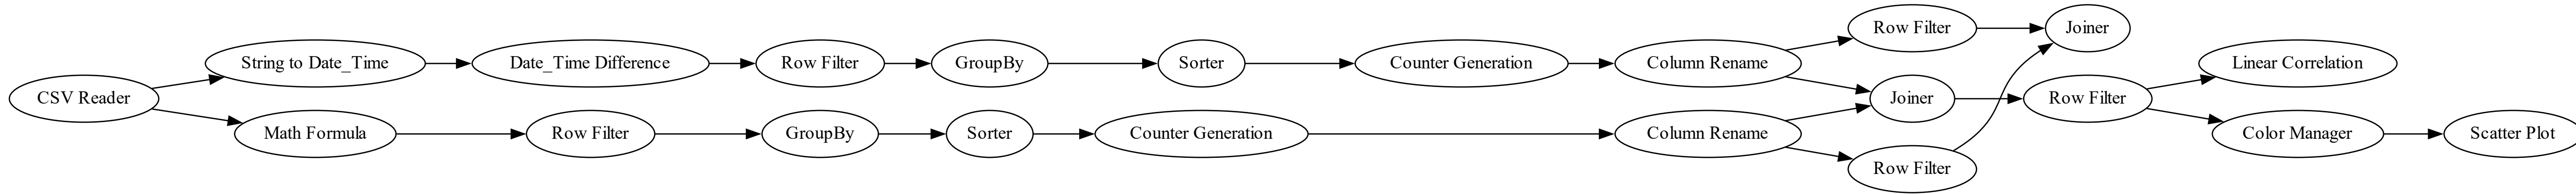 CSV Reader
String to Date_Time
Date_Time Difference
Row Filter
GroupBy
Sorter
Counter Generation
Column Rename
Row Filter
Joiner
Math Formula
Row Filter
GroupBy
Sorter
Counter Generation
Column Rename
Row Filter
Joiner
Row Filter
Linear Correlation
Color Manager
Scatter Plot